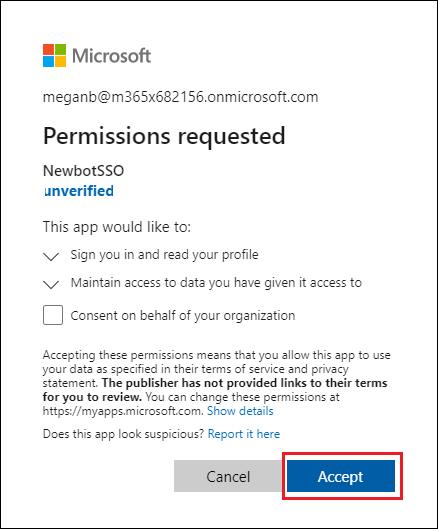 Microsoft
meganb@m365x682156.onmicrosoft.com
Permissions requested
NewbotSSO
unverified
This app would like to:
Sign you in and read your profile
Maintain access to data you have given it access to
Consent on behalf of your organization
Accepting these permissions means that you allow this app to use
your data as specified in their terms of service and privacy
statement. The publisher has not provided links to their terms
for you to review. You can change these permissions at
https://myapps.microsoft.com. Show details
Does this app look suspicious? Report it here
Cancel
Accept